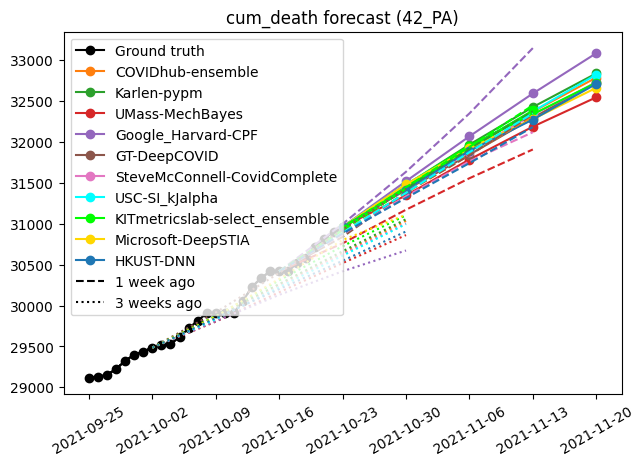 cum_death forecast (42_PA)
33000
32500
32000
31500
31000
30500
30000
29500
29000
Ground truth
COVIDhub-ensemble
Karlen-pypm
UMass-MechBayes
Google_Harvard-CPF
GT-DeepCOVID
SteveMcConnell-CovidComplete
USC-SI_kJalpha
KITmetricslab-select_ensemble
Microsoft-DeepSTIA
HKUST-DNN
1 week ago
3 weeks ago
2021-09-25
2021-10-02
2021-10-09
2021-10-16
2021-10-23
2021-10-30
2021-11-06
2021-11-13
2021-11-20